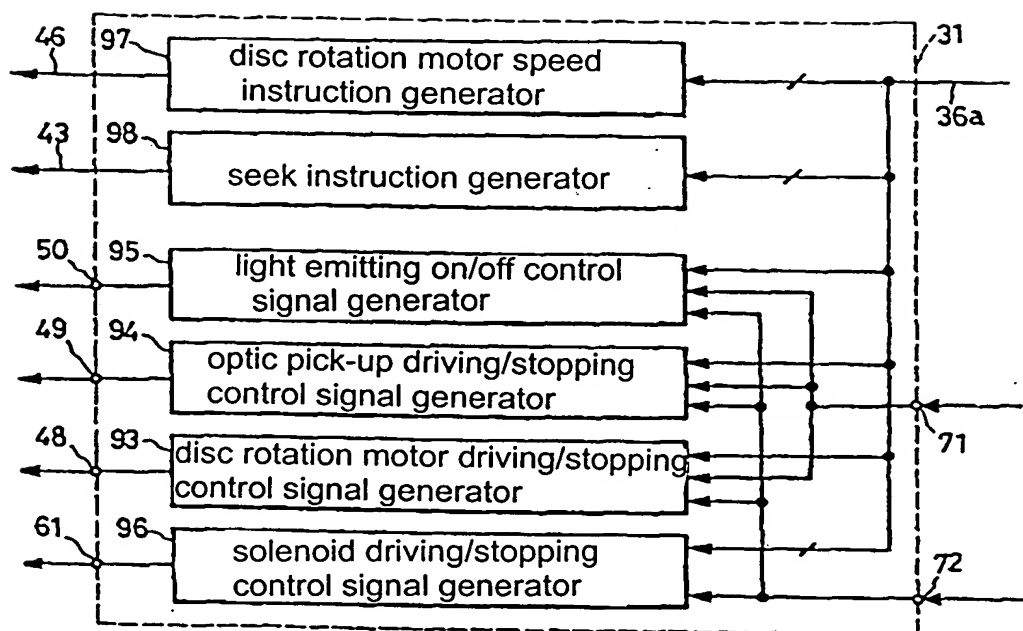 46
97
disc rotation motor speed
instruction generator
31
36a
43
98
seek instruction generator
50
95
light emitting on/off control
signal generator
49
94
optic pick-up driving/stopping
control signal generator
71
48
93
disc rotation motor driving/stopping
control signal generator
61
96
solenoid driving/stopping
control signal generator
72